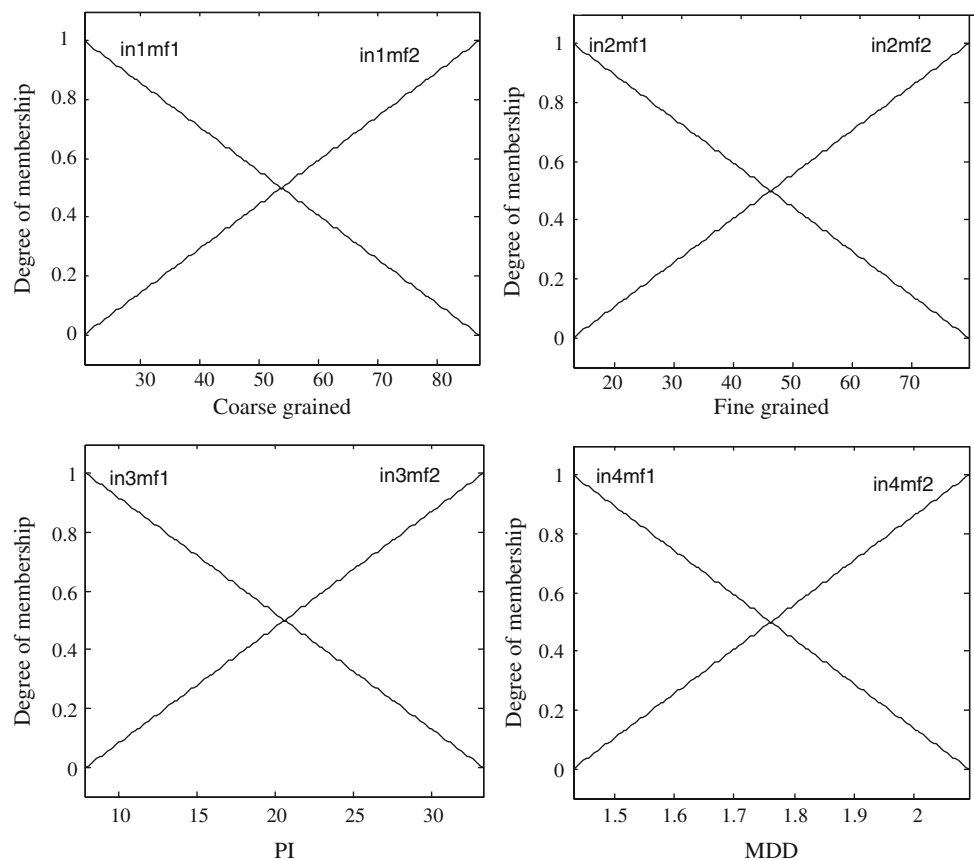 in1mf1
in1mf2
1
0.8
0.6
0.4
0.2
0
Degree of membership
30 40 50 60 70 80
Coarse grained
in2mf1
in2mf2
1
0.8
0.6
0.4
0.2
0
Degree of membership
20 30 40 50 60 70
Fine grained
in3mf1
in3mf2
1
0.8
0.6
0.4
0.2
0
Degree of membership
10 15 20 25 30
PI
in4mf1
in4mf2
1
0.8
0.6
0.4
0.2
0
Degree of membership
1.5 1.6 1.7 1.8 1.9 2
MDD